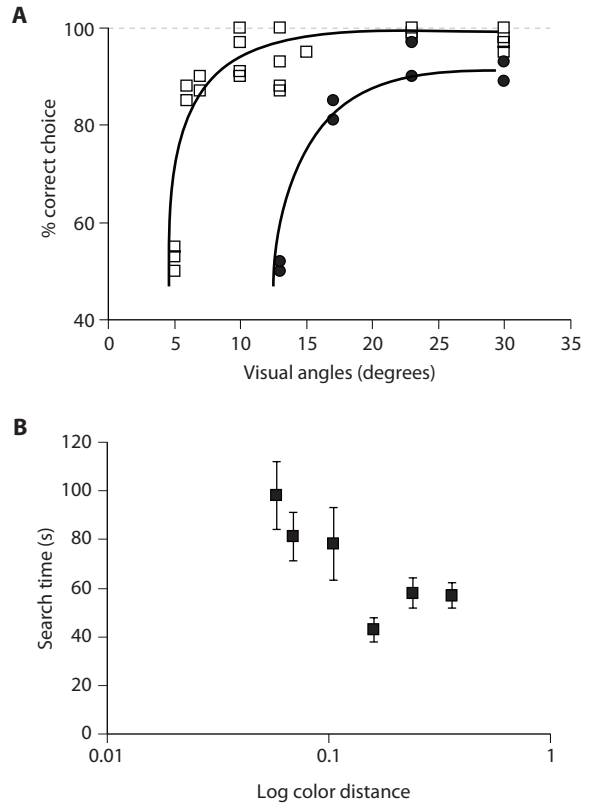 A
100
80
60
40
% correct choice
0 5 10 15 20 25 30 35
Visual angles (degrees)
B
120
100
80
60
40
20
0
Search time (s)
0.01 0.1 1
Log color distance